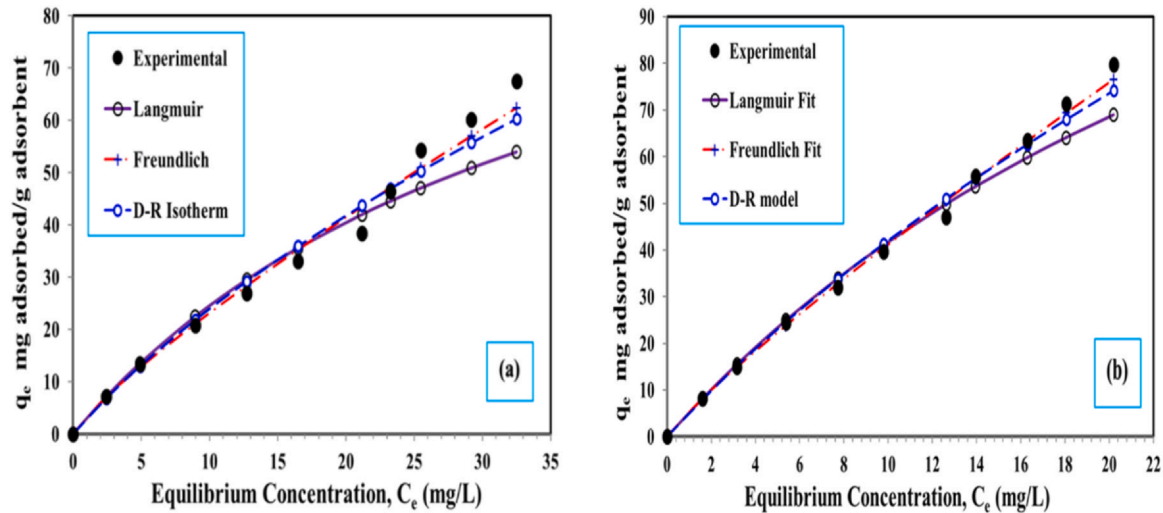 80
70
60
50
40
30
20
10
0
qe mg adsorbed/g adsorbent
Experimental
Langmuir
Freundlich
D-R Isotherm
(a)
0 5 10 15 20 25 30 35
Equilibrium Concentration, Ce (mg/L)
90
80
70
60
50
40
30
20
10
0
qe mg adsorbed/g adsorbent
Experimental
Langmuir Fit
Freundlich Fit
D-R model
(b)
0 2 4 6 8 10 12 14 16 18 20 22
Equilibrium Concentration, Ce (mg/L)